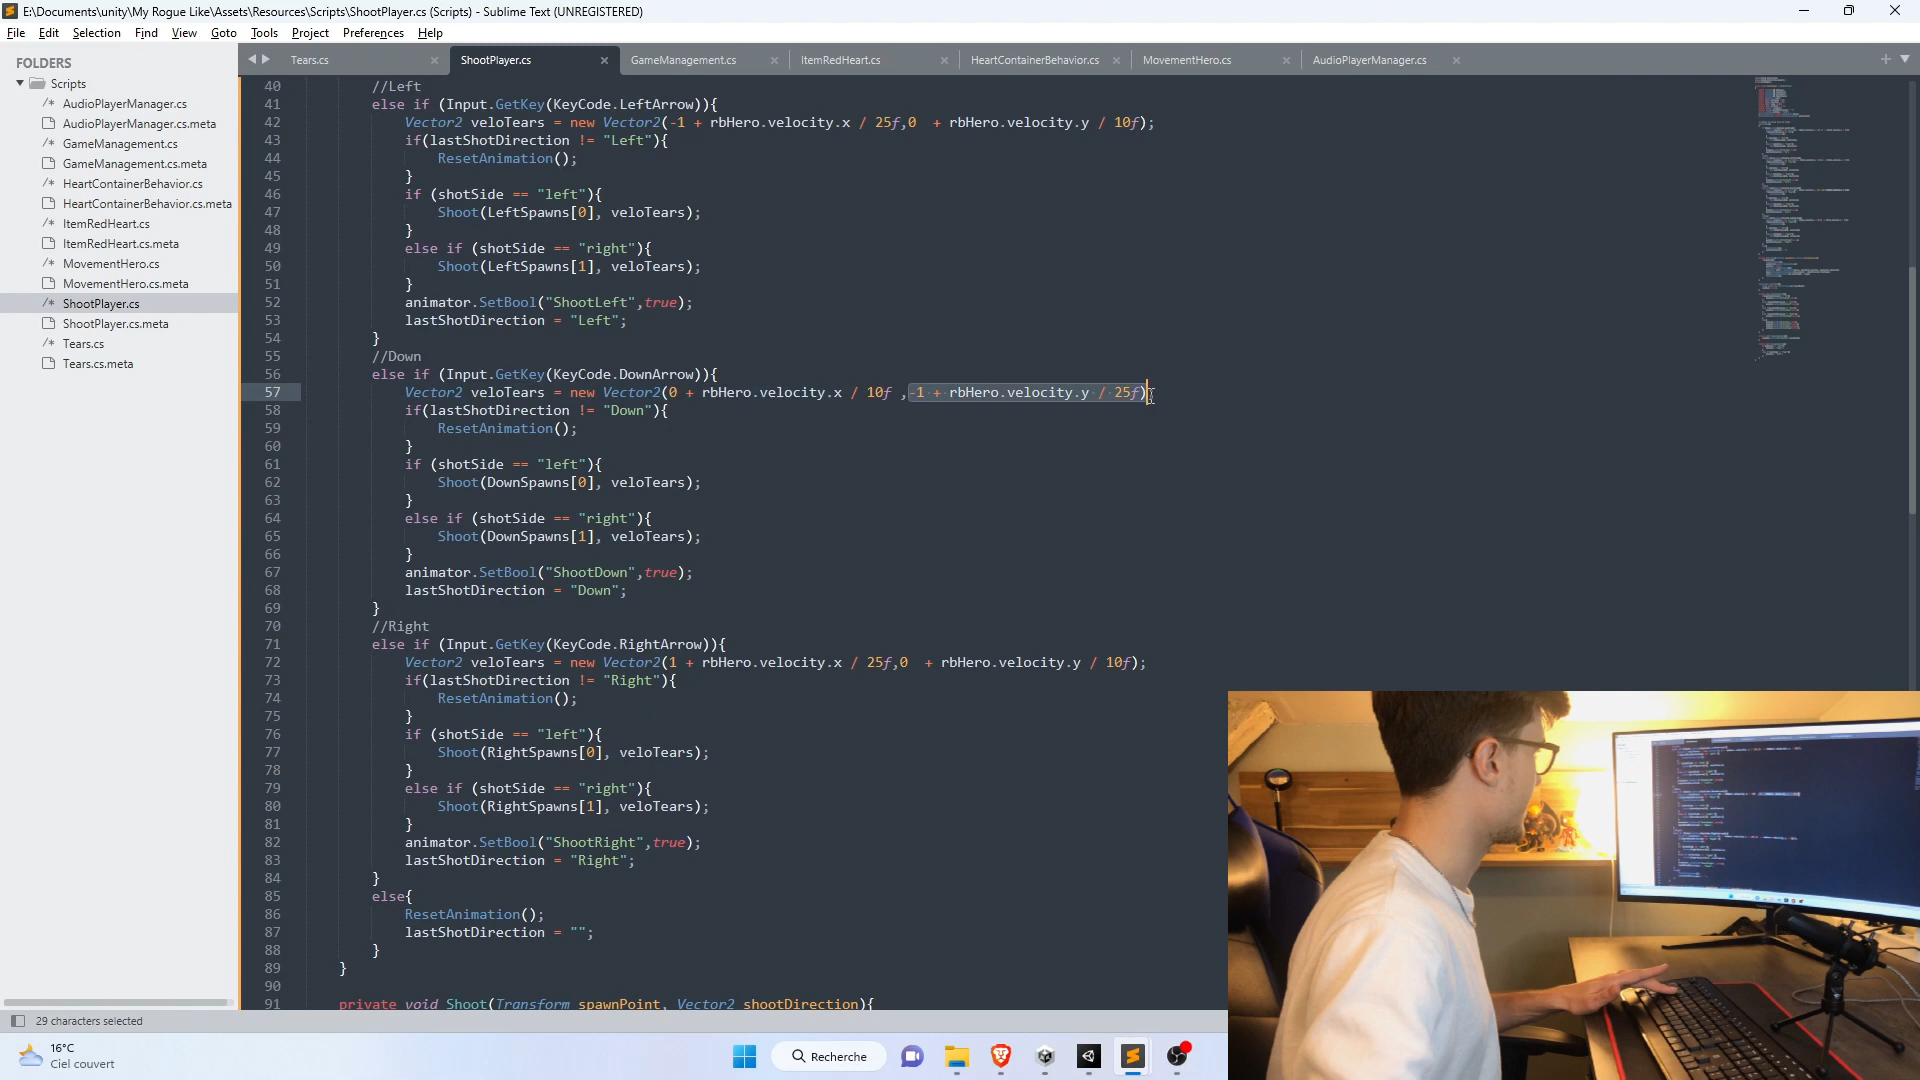 E:\Documents\unity\My Rogue Like\Assets\Resources\Scripts\ShootPlayer.cs (Scripts) - Sublime Text (UNREGISTERED)
File Edit Selection Find View Goto Tools Project Preferences Help
FOLDERS
Scripts
/* AudioPlayerManager.cs
AudioPlayerManager.cs.meta
/* GameManagement.cs
GameManagement.cs.meta
/* HeartContainerBehavior.cs
HeartContainerBehavior.cs.meta
/* ItemRedHeart.cs
ItemRedHeart.cs.meta
/* MovementHero.cs
MovementHero.cs.meta
/* ShootPlayer.cs
ShootPlayer.cs.meta
/* Tears.cs
Tears.cs.meta
Tears.cs ShootPlayer.cs GameManagement.cs ItemRedHeart.cs HeartContainerBehavior.cs MovementHero.cs AudioPlayerManager.cs
40 //Left
41 else if (Input.GetKey(KeyCode.LeftArrow)){
42 Vector2 veloTears = new Vector2(-1 + rbHero.velocity.x / 25f,0  + rbHero.velocity.y / 10f);
43 if(lastShotDirection != "Left"){
44 ResetAnimation();
45 }
46 if (shotSide == "left"){
47 Shoot(LeftSpawns[0], veloTears);
48 }
49 else if (shotSide == "right"){
50 Shoot(LeftSpawns[1], veloTears);
51 }
52 animator.SetBool("ShootLeft",true);
53 lastShotDirection = "Left";
54 }
55 //Down
56 else if (Input.GetKey(KeyCode.DownArrow)){
57 Vector2 veloTears = new Vector2(0 + rbHero.velocity.x / 10f ,-1 + rbHero.velocity.y / 25f)
58 if(lastShotDirection != "Down"){
59 ResetAnimation();
60 }
61 if (shotSide == "left"){
62 Shoot(DownSpawns[0], veloTears);
63 }
64 else if (shotSide == "right"){
65 Shoot(DownSpawns[1], veloTears);
66 }
67 animator.SetBool("ShootDown",true);
68 lastShotDirection = "Down";
69 }
70 //Right
71 else if (Input.GetKey(KeyCode.RightArrow)){
72 Vector2 veloTears = new Vector2(1 + rbHero.velocity.x / 25f,0  + rbHero.velocity.y / 10f);
73 if(lastShotDirection != "Right"){
74 ResetAnimation();
75 }
76 if (shotSide == "left"){
77 Shoot(RightSpawns[0], veloTears);
78 }
79 else if (shotSide == "right"){
80 Shoot(RightSpawns[1], veloTears);
81 }
82 animator.SetBool("ShootRight",true);
83 lastShotDirection = "Right";
84 }
85 else{
86 ResetAnimation();
87 lastShotDirection = "";
88 }
89 }
90
91 private void Shoot(Transform spawnPoint, Vector2 shootDirection){
29 characters selected
16°C
Ciel couvert
Recherche